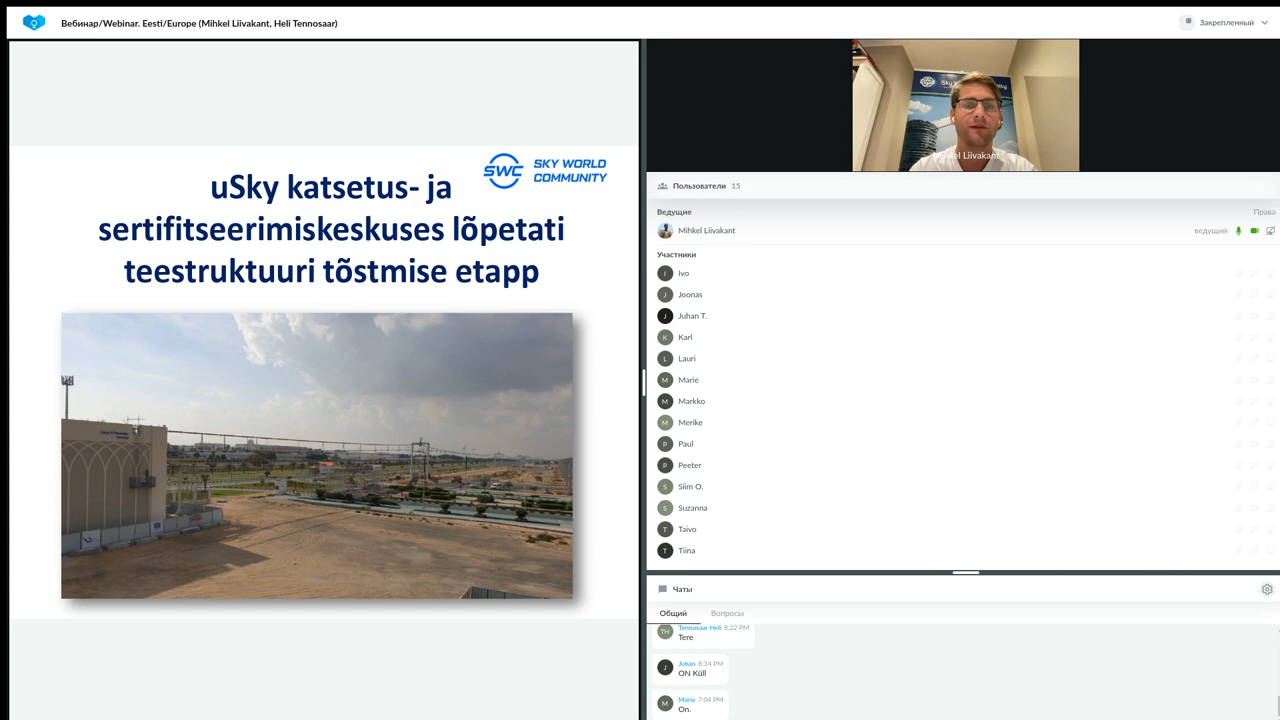 Вебинар/Webinar. Eesti/Europe (Mihkel Liivakant, Heli Tennosaar)
Закрепленный
SWC SKY WORLD
COMMUNITY
uSky katsetus- ja
sertifitseerimiskeskuses lõpetati
teestruktuuri tõstmise etapp
Mihkel Liivakant
Пользователи 15
Ведущие Права
Mihkel Liivakant ведущий
Участники
I Ivo
J Joonas
J Juhan T.
K Karl
L Lauri
M Marie
M Markko
M Merike
P Paul
P Peeter
S Siim O.
S Suzanna
T Taivo
T Tiina
Чаты
Общий Вопросы
TH Tennosaar Heli 8:22 PM
Tere
J Juhan 8:34 PM
ON Küll
M Marie 7:04 PM
On.